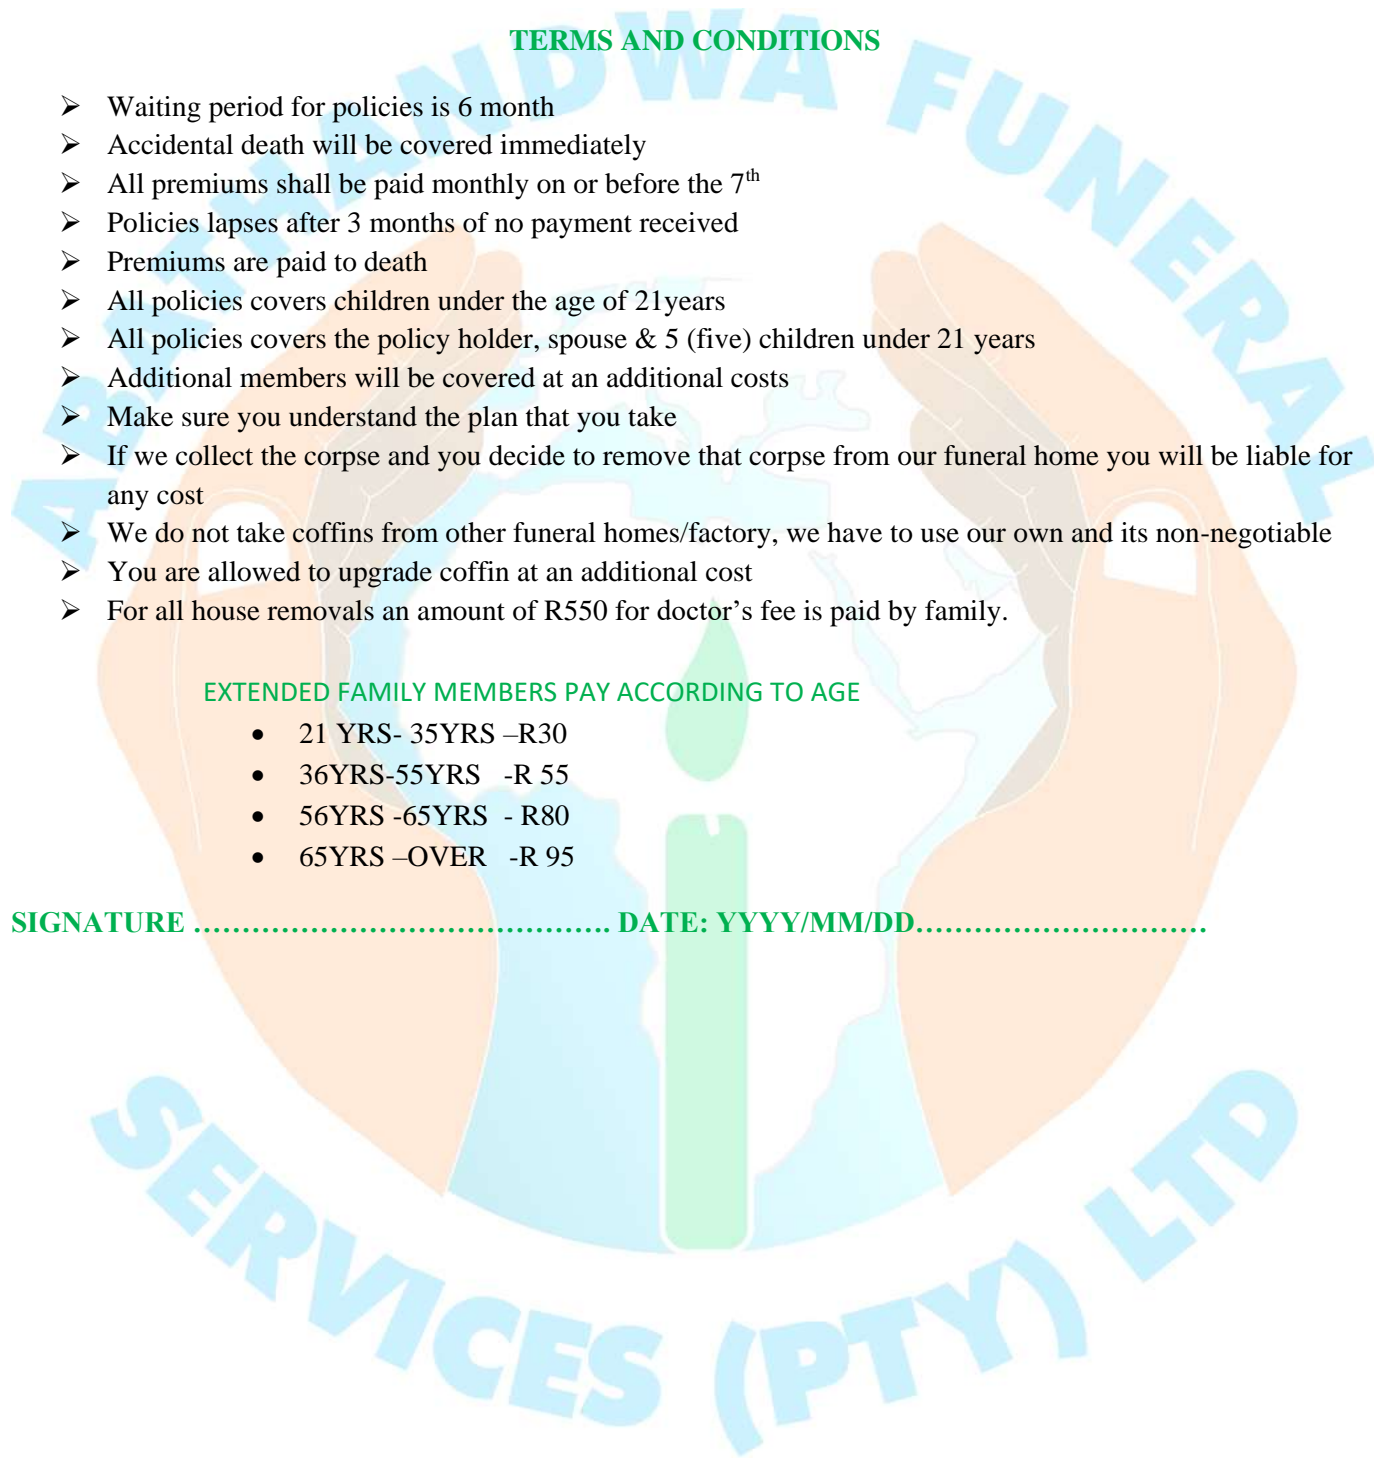 TERMS AND CONDITIONS
➢ Waiting period for policies is 6 month
➢ Accidental death will be covered immediately
➢ All premiums shall be paid monthly on or before the 7th
➢ Policies lapses after 3 months of no payment received
➢ Premiums are paid to death
➢ All policies covers children under the age of 21years
➢ All policies covers the policy holder, spouse & 5 (five) children under 21 years
➢ Additional members will be covered at an additional costs
➢ Make sure you understand the plan that you take
➢ If we collect the corpse and you decide to remove that corpse from our funeral home you will be liable for
any cost
➢ We do not take coffins from other funeral homes/factory, we have to use our own and its non-negotiable
➢ You are allowed to upgrade coffin at an additional cost
➢ For all house removals an amount of R550 for doctor’s fee is paid by family.
EXTENDED FAMILY MEMBERS PAY ACCORDING TO AGE
• 21 YRS- 35YRS –R30
• 36YRS-55YRS -R 55
• 56YRS -65YRS - R80
• 65YRS –OVER -R 95
SIGNATURE ……………………………………. DATE: YYYY/MM/DD…………………………
ABATHANDWA FUNERAL
SERVICES (PTY) LTD